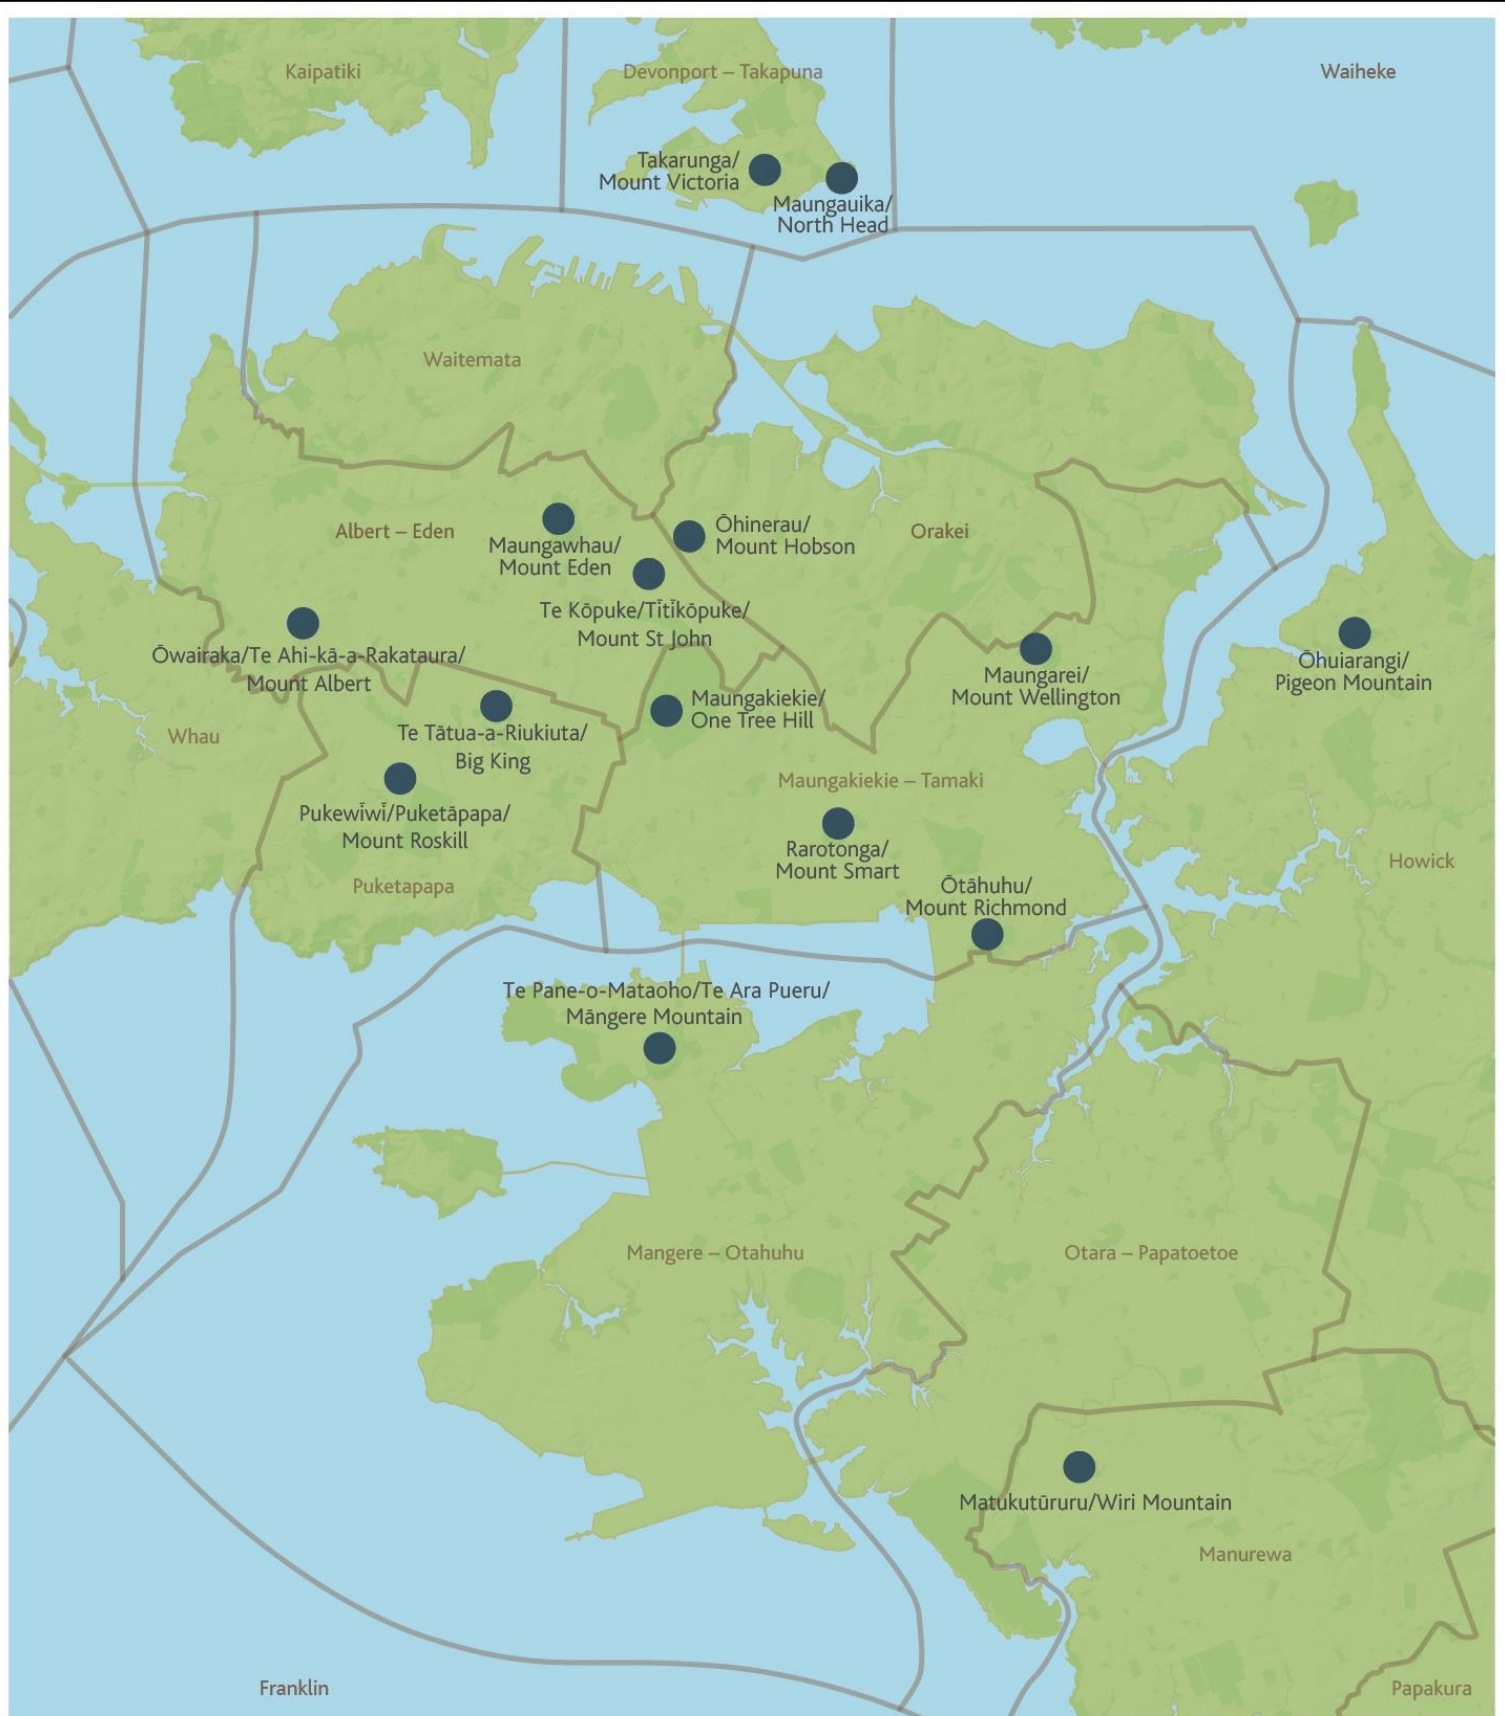 Kaipatiki
Devonport – Takapuna
Waiheke
Takarunga/
Mount Victoria
Maungauika/
North Head
Waitemata
Albert – Eden
Maungawhau/
Mount Eden
Ōhinerau/
Mount Hobson
Orakei
Te Kōpuke/Tītīkōpuke/
Mount St John
Ōwairaka/Te Ahi-kā-a-Rakataura/
Mount Albert
Maungarei/
Mount Wellington
Ōhuiarangi/
Pigeon Mountain
Maungakiekie/
One Tree Hill
Whau
Te Tātua-a-Riukiuta/
Big King
Maungakiekie – Tamaki
Pukewīwī/Puketāpapa/
Mount Roskill
Rarotonga/
Mount Smart
Howick
Puketapapa
Ōtāhuhu/
Mount Richmond
Te Pane-o-Mataoho/Te Ara Pueru/
Māngere Mountain
Mangere – Otahuhu
Otara – Papatoetoe
Matukutūruru/Wiri Mountain
Manurewa
Franklin
Papakura